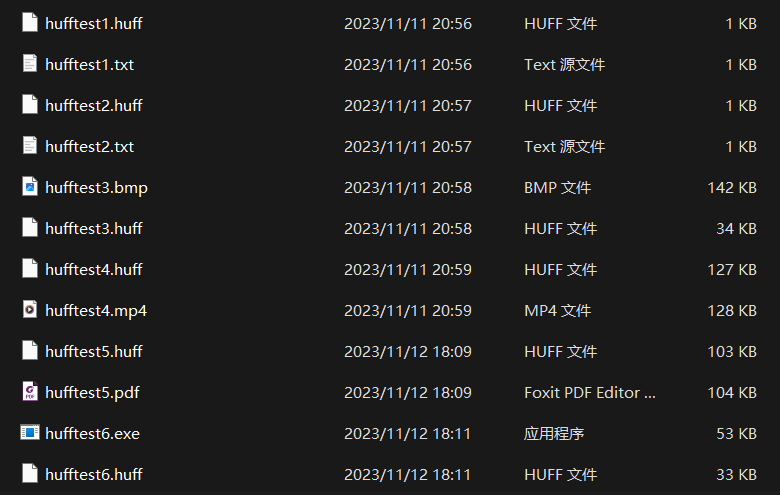 hufftest1.huff 2023/11/11 20:56 HUFF 文件 1 KB
hufftest1.txt 2023/11/11 20:56 Text 源文件 1 KB
hufftest2.huff 2023/11/11 20:57 HUFF 文件 1 KB
hufftest2.txt 2023/11/11 20:57 Text 源文件 1 KB
hufftest3.bmp 2023/11/11 20:58 BMP 文件 142 KB
hufftest3.huff 2023/11/11 20:58 HUFF 文件 34 KB
hufftest4.huff 2023/11/11 20:59 HUFF 文件 127 KB
hufftest4.mp4 2023/11/11 20:59 MP4 文件 128 KB
hufftest5.huff 2023/11/12 18:09 HUFF 文件 103 KB
hufftest5.pdf 2023/11/12 18:09 Foxit PDF Editor ... 104 KB
hufftest6.exe 2023/11/12 18:11 应用程序 53 KB
hufftest6.huff 2023/11/12 18:11 HUFF 文件 33 KB